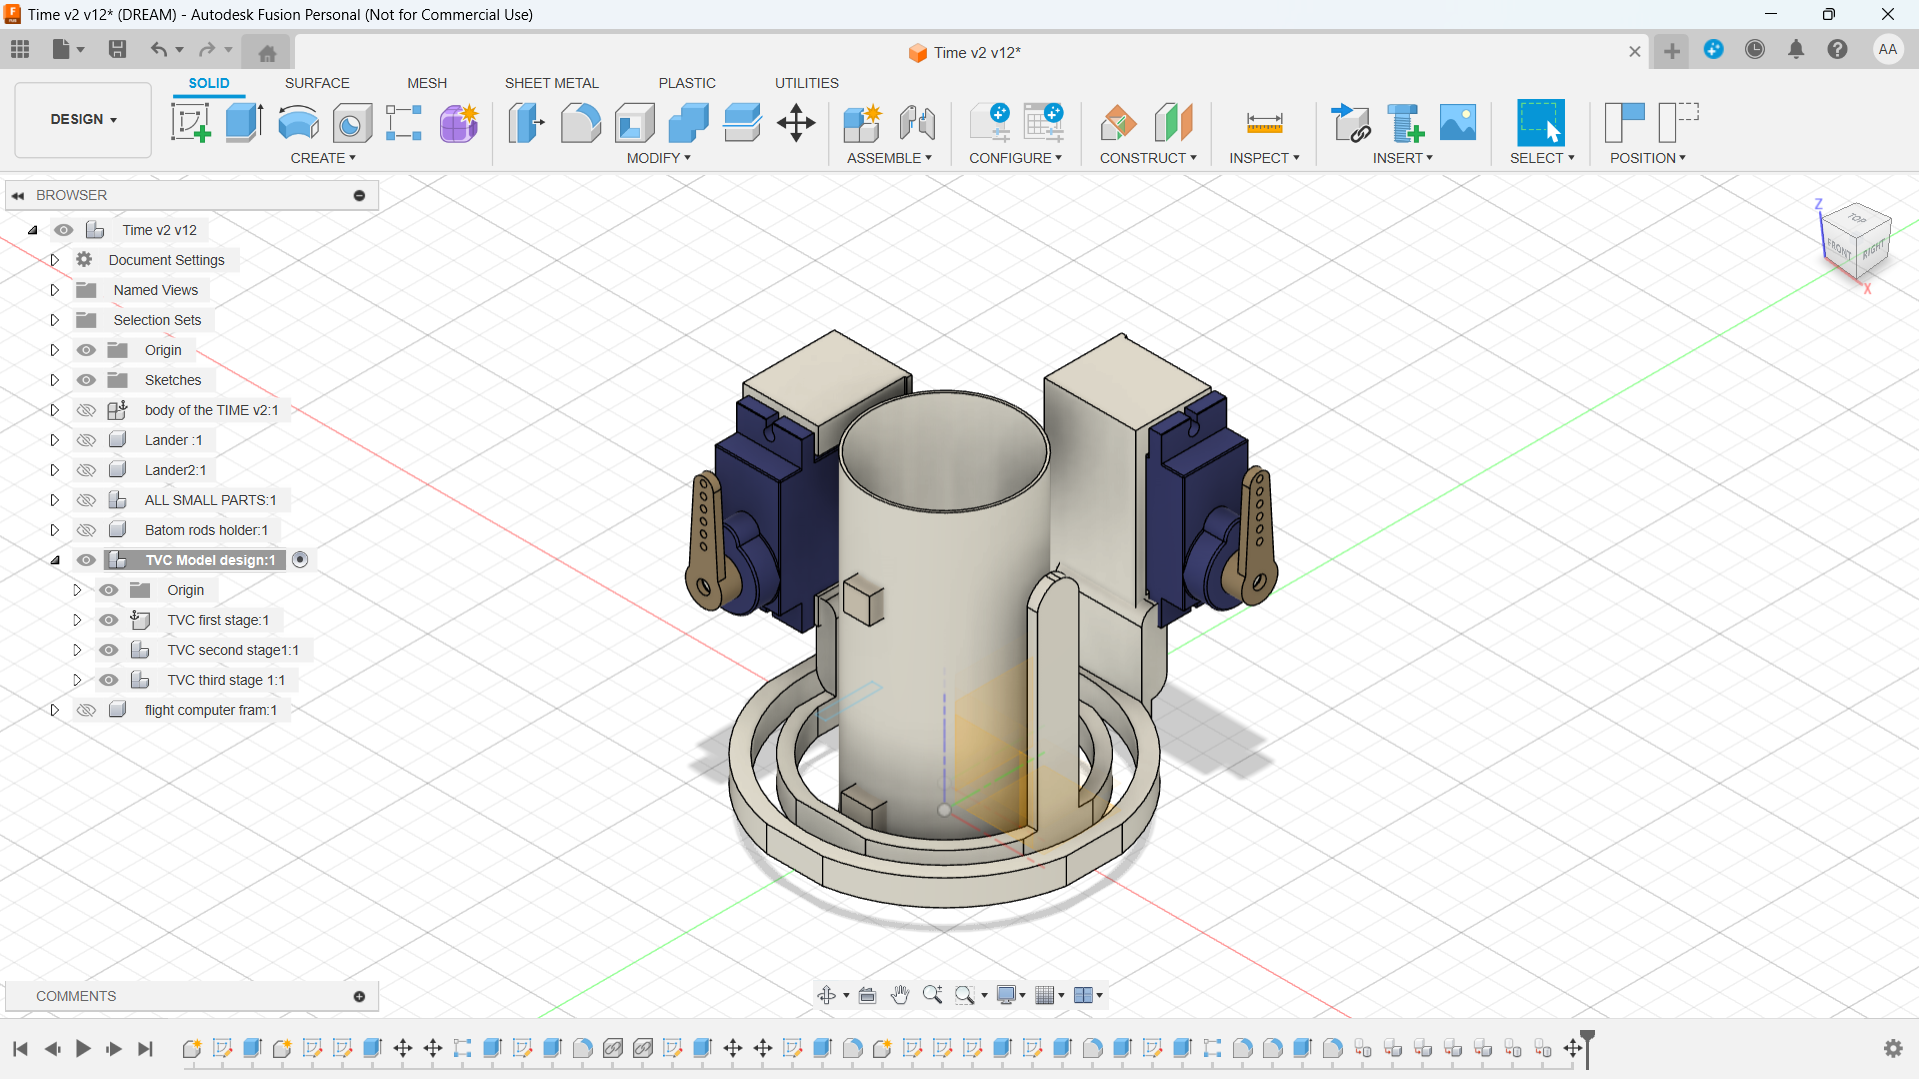 Time v2 v12* (DREAM) - Autodesk Fusion Personal (Not for Commercial Use)
Time v2 v12*
AA
DESIGN
SOLID
SURFACE
MESH
SHEET METAL
PLASTIC
UTILITIES
CREATE
MODIFY
ASSEMBLE
CONFIGURE
CONSTRUCT
INSPECT
INSERT
SELECT
POSITION
BROWSER
Time v2 v12
Document Settings
Named Views
Selection Sets
Origin
Sketches
body of the TIME v2:1
Lander :1
Lander2:1
ALL SMALL PARTS:1
Batom rods holder:1
TVC Model design:1
Origin
TVC first stage:1
TVC second stage1:1
TVC third stage 1:1
flight computer fram:1
Z
TOP
FRONT
RIGHT
X
COMMENTS